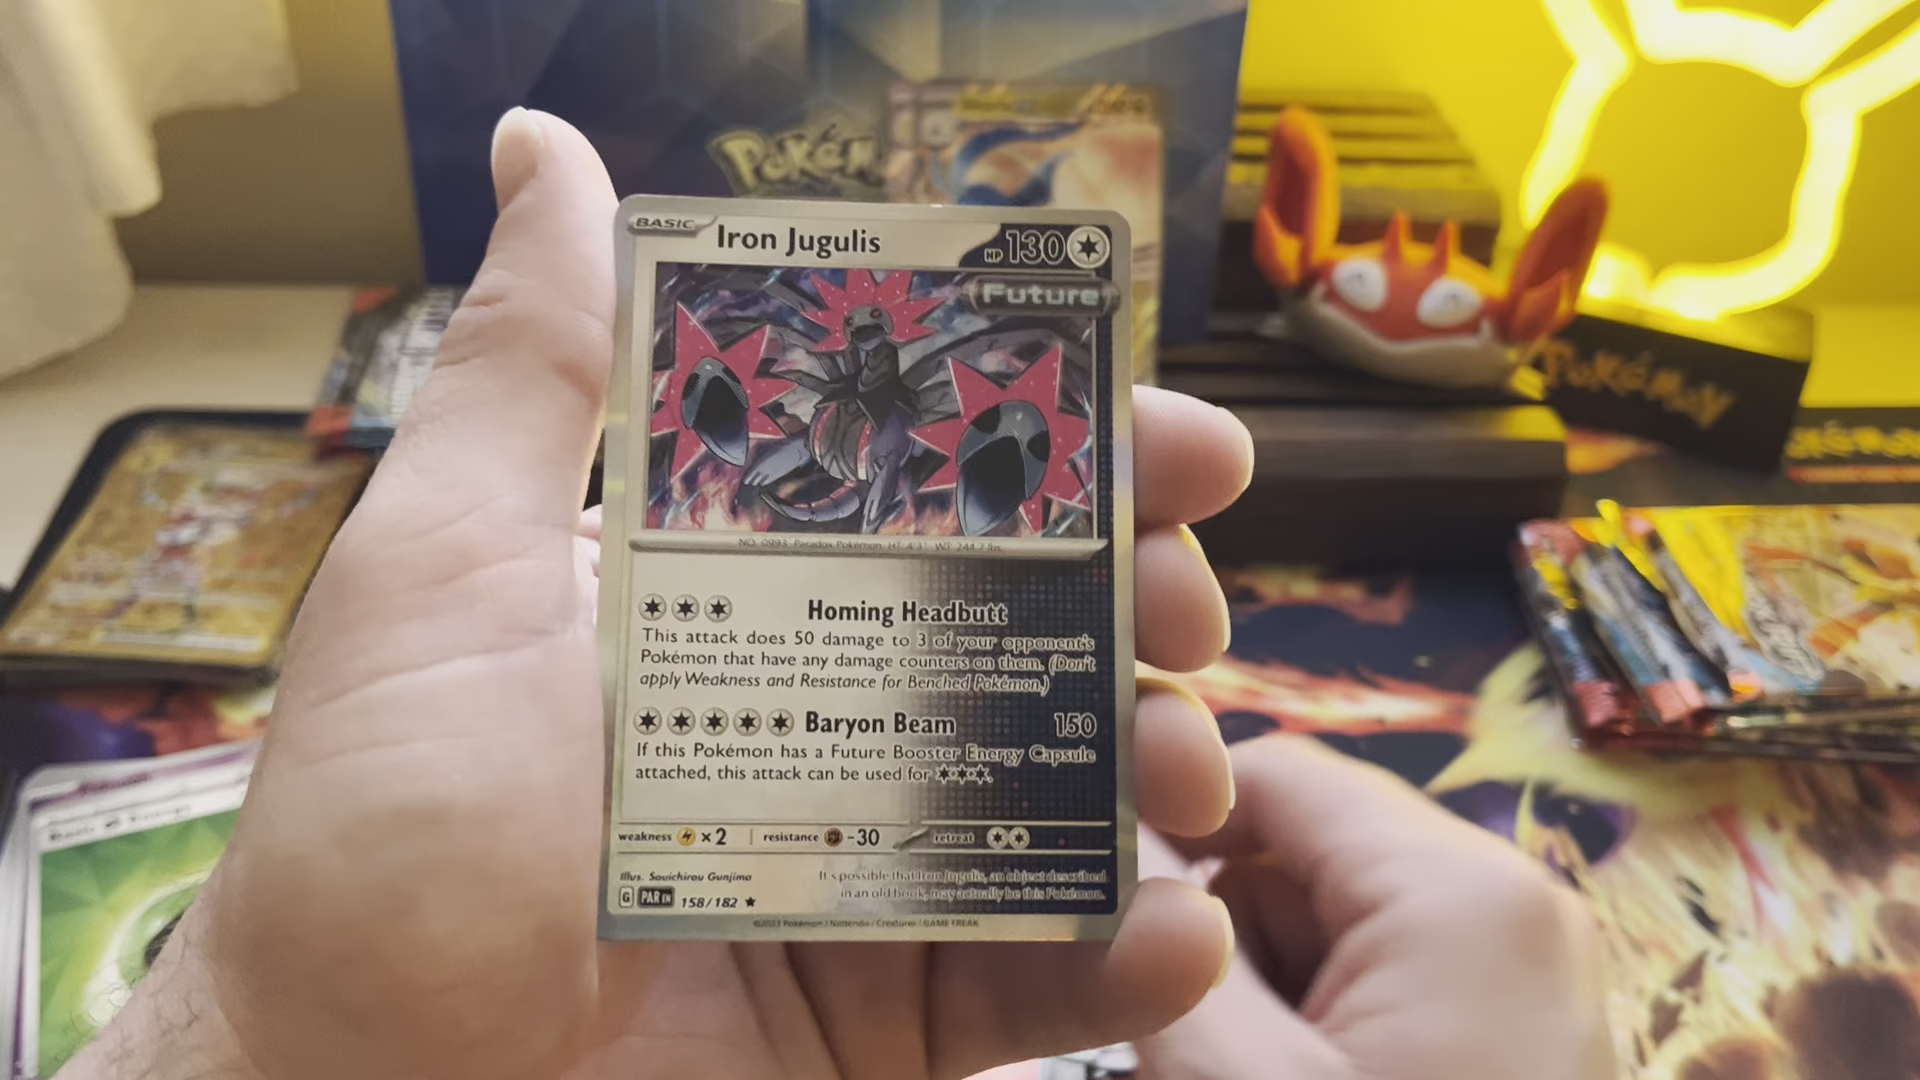 POKéM
BASIC
Iron Jugulis
HP 130
Future
POKéMON
NO. 0993 Paradox Pokémon HT: 4'3" WT: 244.7 lbs.
Homing Headbutt
This attack does 50 damage to 3 of your opponent's
Pokémon that have any damage counters on them. (Don't
apply Weakness and Resistance for Benched Pokémon.)
Baryon Beam 150
If this Pokémon has a Future Booster Energy Capsule
attached, this attack can be used for
weakness ×2 resistance -30 retreat
Illus. Souichirou Gunjima
It's possible that Iron Jugulis, an object described
in an old book, may actually be this Pokémon.
G PAR EN 158/182
©2023 Pokémon / Nintendo / Creatures / GAME FREAK